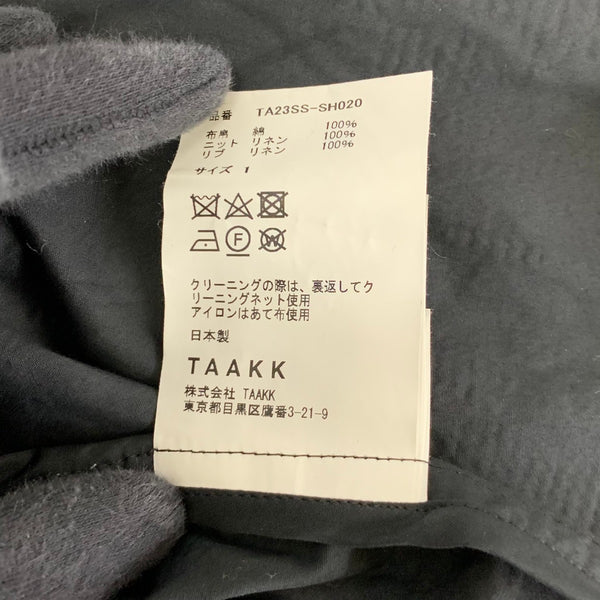 品番 TA23SS-SH020
布帛 綿 100%
ニット リネン 100%
リブ リネン 100%
サイズ 1
F
W
クリーニングの際は、裏返してク
リーニングネット使用
アイロンはあて布使用
日本製
TAAKK
株式会社 TAAKK
東京都目黒区鷹番3-21-9